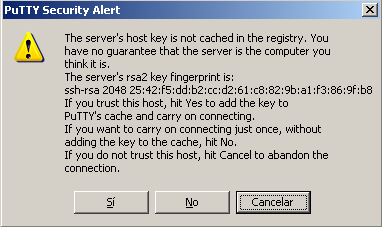 PuTTY Security Alert
The server's host key is not cached in the registry. You
have no guarantee that the server is the computer you
think it is.
The server's rsa2 key fingerprint is:
ssh-rsa 2048 25:42:f5:dd:b2:cc:d2:61:c8:82:9b:a1:f3:86:9f:b8
If you trust this host, hit Yes to add the key to
PuTTY's cache and carry on connecting.
If you want to carry on connecting just once, without
adding the key to the cache, hit No.
If you do not trust this host, hit Cancel to abandon the
connection.
Sí No Cancelar